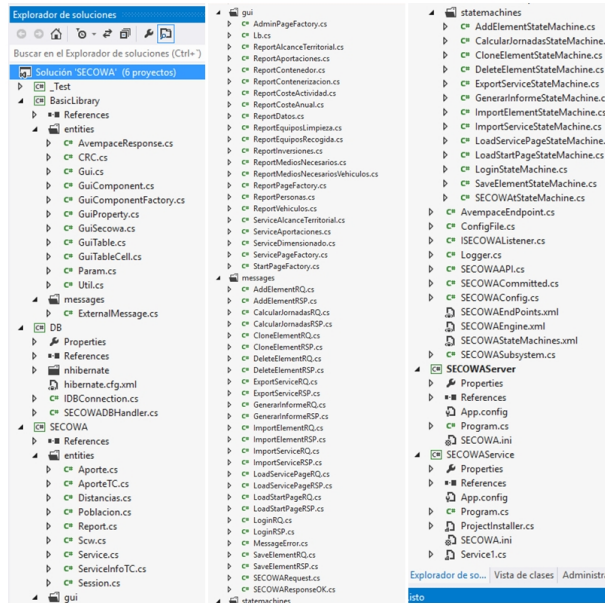 Explorador de soluciones
Buscar en el Explorador de soluciones (Ctrl+¨)
Solución 'SECOWA' (6 proyectos)
_Test
BasicLibrary
References
entities
AvempaceResponse.cs
CRC.cs
Gui.cs
GuiComponent.cs
GuiComponentFactory.cs
GuiProperty.cs
GuiSecowa.cs
GuiTable.cs
GuiTableCell.cs
Param.cs
Util.cs
messages
ExternalMessage.cs
DB
Properties
References
nhibernate
hibernate.cfg.xml
IDBConnection.cs
SECOWADBHandler.cs
SECOWA
References
entities
Aporte.cs
AporteTC.cs
Distancias.cs
Poblacion.cs
Report.cs
Scw.cs
Service.cs
ServiceInfoTC.cs
Session.cs
gui
gui
AdminPageFactory.cs
Lb.cs
ReportAlcanceTerritorial.cs
ReportAportaciones.cs
ReportContenedor.cs
ReportContenerizacion.cs
ReportCosteActividad.cs
ReportCosteAnual.cs
ReportDatos.cs
ReportEquiposLimpieza.cs
ReportEquiposRecogida.cs
ReportInversiones.cs
ReportMediosNecesarios.cs
ReportMediosNecesariosVehiculos.cs
ReportPageFactory.cs
ReportPersonas.cs
ReportVehiculos.cs
ServiceAlcanceTerritorial.cs
ServiceAportaciones.cs
ServiceDimensionado.cs
ServicePageFactory.cs
StartPageFactory.cs
messages
AddElementRQ.cs
AddElementRSP.cs
CalcularJornadasRQ.cs
CalcularJornadasRSP.cs
CloneElementRQ.cs
CloneElementRSP.cs
DeleteElementRQ.cs
DeleteElementRSP.cs
ExportServiceRQ.cs
ExportServiceRSP.cs
GenerarInformeRQ.cs
GenerarInformeRSP.cs
ImportElementRQ.cs
ImportElementRSP.cs
ImportServiceRQ.cs
ImportServiceRSP.cs
LoadServicePageRQ.cs
LoadServicePageRSP.cs
LoadStartPageRQ.cs
LoadStartPageRSP.cs
LoginRQ.cs
LoginRSP.cs
MessageError.cs
SaveElementRQ.cs
SaveElementRSP.cs
SECOWARequest.cs
SECOWAResponseOK.cs
statemachines
statemachines
AddElementStateMachine.cs
CalcularJornadasStateMachine.
CloneElementStateMachine.cs
DeleteElementStateMachine.cs
ExportServiceStateMachine.cs
GenerarInformeStateMachine.c
ImportElementStateMachine.cs
ImportServiceStateMachine.cs
LoadServicePageStateMachine.
LoadStartPageStateMachine.cs
LoginStateMachine.cs
SaveElementStateMachine.cs
SECOWAtStateMachine.cs
AvempaceEndpoint.cs
ConfigFile.cs
ISECOWAListener.cs
Logger.cs
SECOWAAPI.cs
SECOWACommitted.cs
SECOWAConfig.cs
SECOWAEndPoints.xml
SECOWAEngine.xml
SECOWAStateMachines.xml
SECOWASubsystem.cs
SECOWAServer
Properties
References
App.config
Program.cs
SECOWA.ini
SECOWAService
Properties
References
App.config
Program.cs
ProjectInstaller.cs
SECOWA.ini
Service1.cs
Explorador de so... Vista de clases Administra
isto